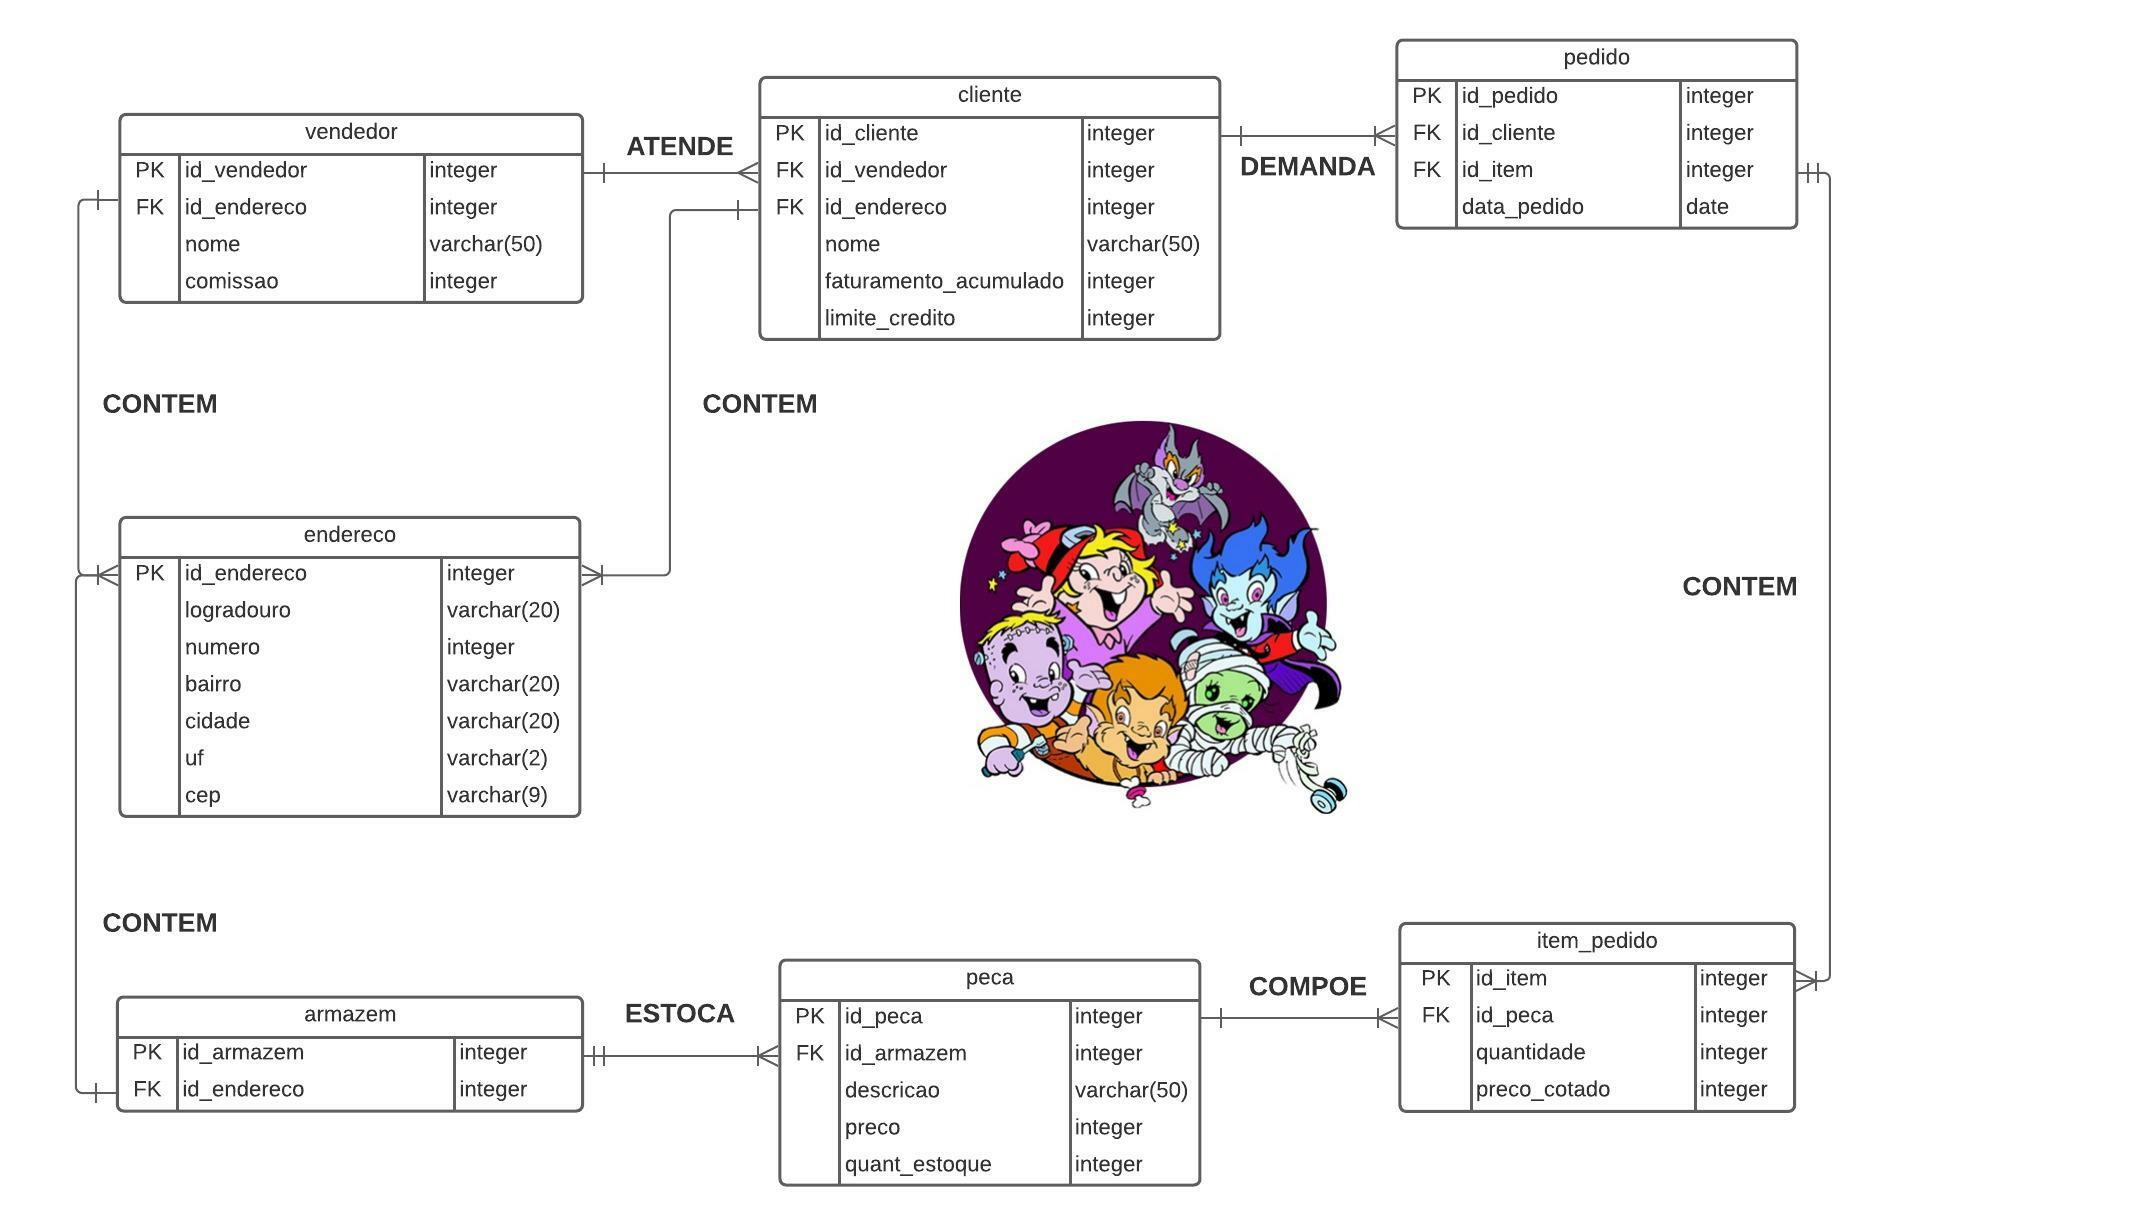 vendedor
PK id_vendedor integer
FK id_endereco integer
nome varchar(50)
comissao integer
ATENDE
cliente
PK id_cliente integer
FK id_vendedor integer
FK id_endereco integer
nome varchar(50)
faturamento_acumulado integer
limite_credito integer
DEMANDA
pedido
PK id_pedido integer
FK id_cliente integer
FK id_item integer
data_pedido date
CONTEM
CONTEM
CONTEM
endereco
PK id_endereco integer
logradouro varchar(20)
numero integer
bairro varchar(20)
cidade varchar(20)
uf varchar(2)
cep varchar(9)
CONTEM
armazem
PK id_armazem integer
FK id_endereco integer
ESTOCA
peca
PK id_peca integer
FK id_armazem integer
descricao varchar(50)
preco integer
quant_estoque integer
COMPOE
item_pedido
PK id_item integer
FK id_peca integer
quantidade integer
preco_cotado integer